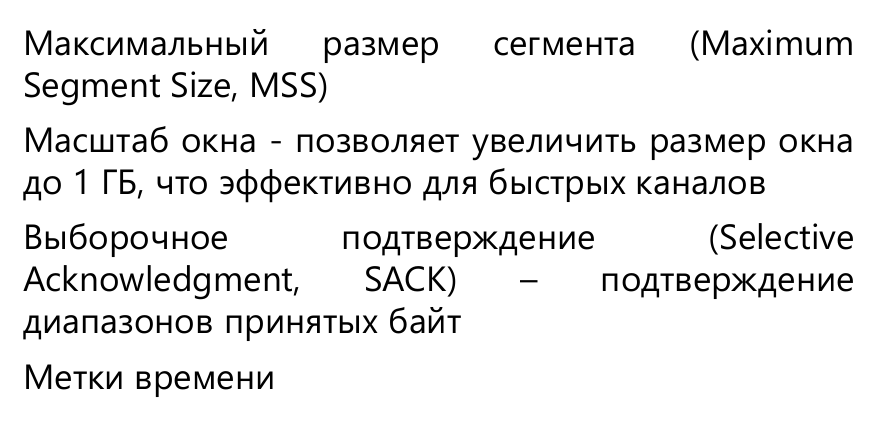 Максимальный размер сегмента (Maximum
Segment Size, MSS)
Масштаб окна - позволяет увеличить размер окна
до 1 ГБ, что эффективно для быстрых каналов
Выборочное подтверждение (Selective
Acknowledgment, SACK) – подтверждение
диапазонов принятых байт
Метки времени